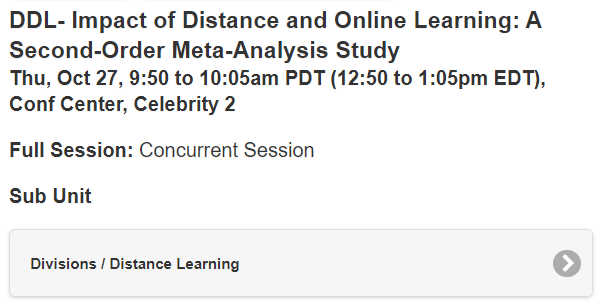 DDL- Impact of Distance and Online Learning: A
Second-Order Meta-Analysis Study
Thu, Oct 27, 9:50 to 10:05am PDT (12:50 to 1:05pm EDT),
Conf Center, Celebrity 2
Full Session: Concurrent Session
Sub Unit
Divisions / Distance Learning